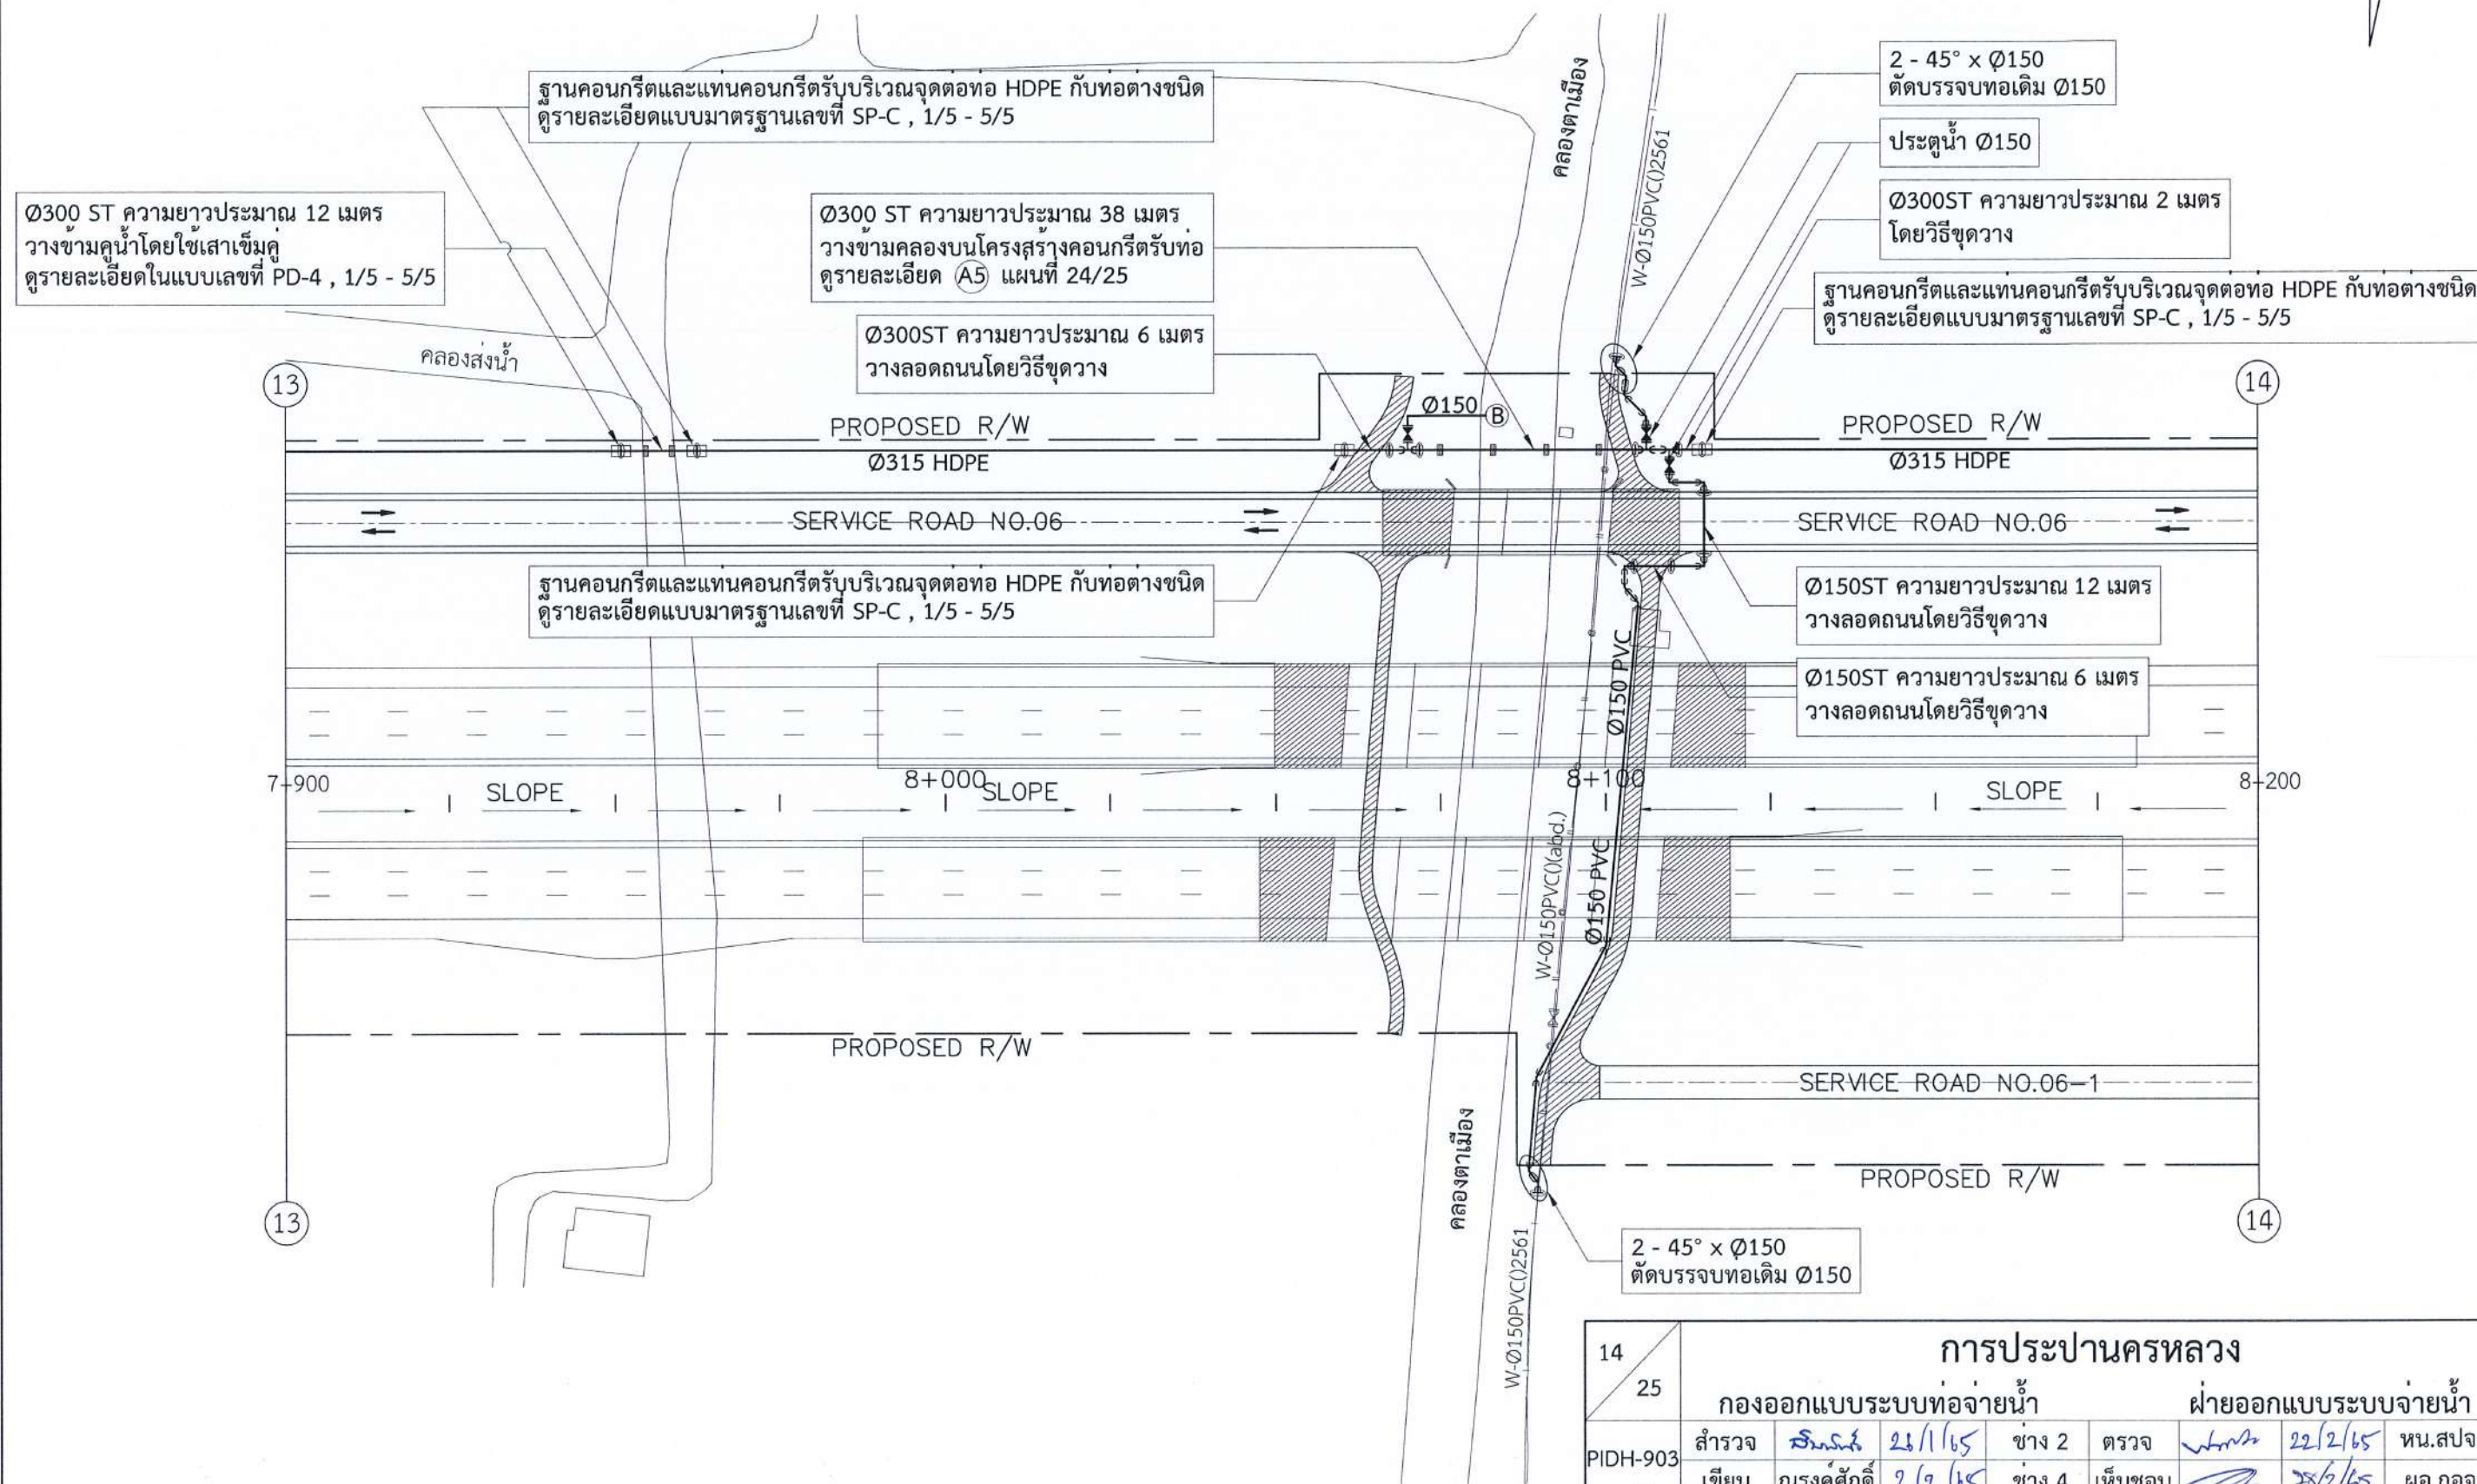 2 - 45° x Ø150
ตัดบรรจบท่อเดิม Ø150
ฐานคอนกรีตและแท่นคอนกรีตรับบริเวณจุดต่อท่อ HDPE กับท่อต่างชนิด
ดูรายละเอียดแบบมาตรฐานเลขที่ SP-C , 1/5 - 5/5
คลองตาเมือง
W-Ø150PVC()2561
ประตูน้ำ Ø150
Ø300 ST ความยาวประมาณ 12 เมตร
วางข้ามคูน้ำโดยใช้เสาเข็มคู่
ดูรายละเอียดในแบบเลขที่ PD-4 , 1/5 - 5/5
Ø300 ST ความยาวประมาณ 38 เมตร
วางข้ามคลองบนโครงสร้างคอนกรีตรับท่อ
ดูรายละเอียด A5 แผ่นที่ 24/25
Ø300ST ความยาวประมาณ 2 เมตร
โดยวิธีขุดวาง
ฐานคอนกรีตและแท่นคอนกรีตรับบริเวณจุดต่อท่อ HDPE กับท่อต่างชนิด
ดูรายละเอียดแบบมาตรฐานเลขที่ SP-C , 1/5 - 5/5
Ø300ST ความยาวประมาณ 6 เมตร
วางลอดถนนโดยวิธีขุดวาง
คลองส่งน้ำ
13
14
PROPOSED R/W
Ø150 B
PROPOSED R/W
Ø315 HDPE
Ø315 HDPE
SERVICE ROAD NO.06
SERVICE ROAD NO.06
ฐานคอนกรีตและแท่นคอนกรีตรับบริเวณจุดต่อท่อ HDPE กับท่อต่างชนิด
ดูรายละเอียดแบบมาตรฐานเลขที่ SP-C , 1/5 - 5/5
Ø150ST ความยาวประมาณ 12 เมตร
วางลอดถนนโดยวิธีขุดวาง
Ø150 PVC
Ø150ST ความยาวประมาณ 6 เมตร
วางลอดถนนโดยวิธีขุดวาง
7+900
8+000
8+100
8+200
SLOPE
SLOPE
SLOPE
W-Ø150PVC()(abd.)
Ø150 PVC
PROPOSED R/W
SERVICE ROAD NO.06-1
คลองตาเมือง
PROPOSED R/W
13
14
W-Ø150PVC()2561
2 - 45° x Ø150
ตัดบรรจบท่อเดิม Ø150
14
25
การประปานครหลวง
กองออกแบบระบบท่อจ่ายน้ำ ฝ่ายออกแบบระบบจ่ายน้ำ
PIDH-903
สำรวจ 21/1/65 ช่าง 2 ตรวจ 22/2/65 หน.สปจ
เขียน ณรงค์ศักดิ์ ช่าง 4 เห็นชอบ